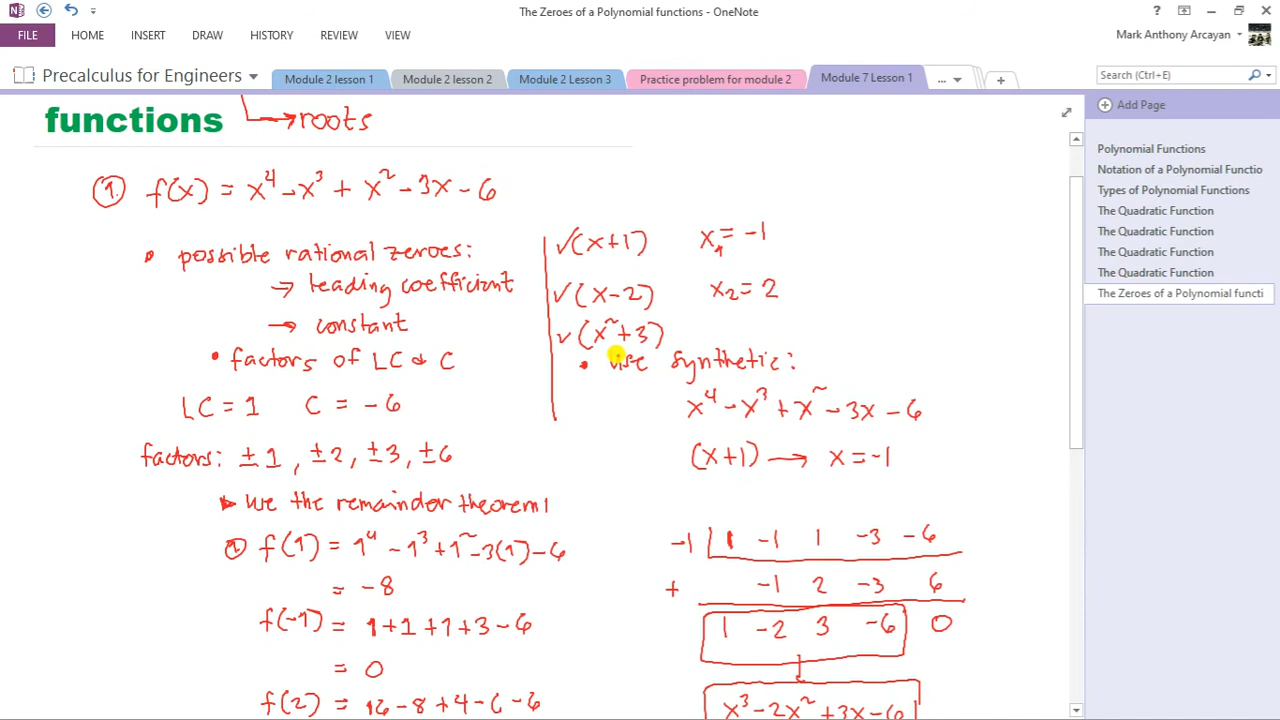 The Zeroes of a Polynomial functions - OneNote
FILE HOME INSERT DRAW HISTORY REVIEW VIEW
Mark Anthony Arcayan
Precalculus for Engineers
Module 2 lesson 1
Module 2 lesson 2
Module 2 Lesson 3
Practice problem for module 2
Module 7 Lesson 1
...
Search (Ctrl+E)
Add Page
Polynomial Functions
Notation of a Polynomial Functio
Types of Polynomial Functions
The Quadratic Function
The Quadratic Function
The Quadratic Function
The Quadratic Function
The Zeroes of a Polynomial functi
functions
→ roots
① f(x) = x⁴ - x³ + x² - 3x - 6
• possible rational zeroes:
→ leading coefficient
→ constant
• factors of LC & C
LC = 1 C = -6
factors: ±1, ±2, ±3, ±6
► use the remainder theorem!
① f(1) = 1⁴ - 1³ + 1² - 3(1) - 6
= -8
f(-1) = 1+1+1+3-6
= 0
f(2) = 16-8+4-6-6
✓(x+1) x₁ = -1
✓(x-2) x₂ = 2
✓(x²+3)
• use synthetic:
x⁴ - x³ + x² - 3x - 6
(x+1) → x = -1
-1 | 1 -1 1 -3 -6
+ -1 2 -3 6
1 -2 3 -6 0
x³ - 2x² + 3x - 6